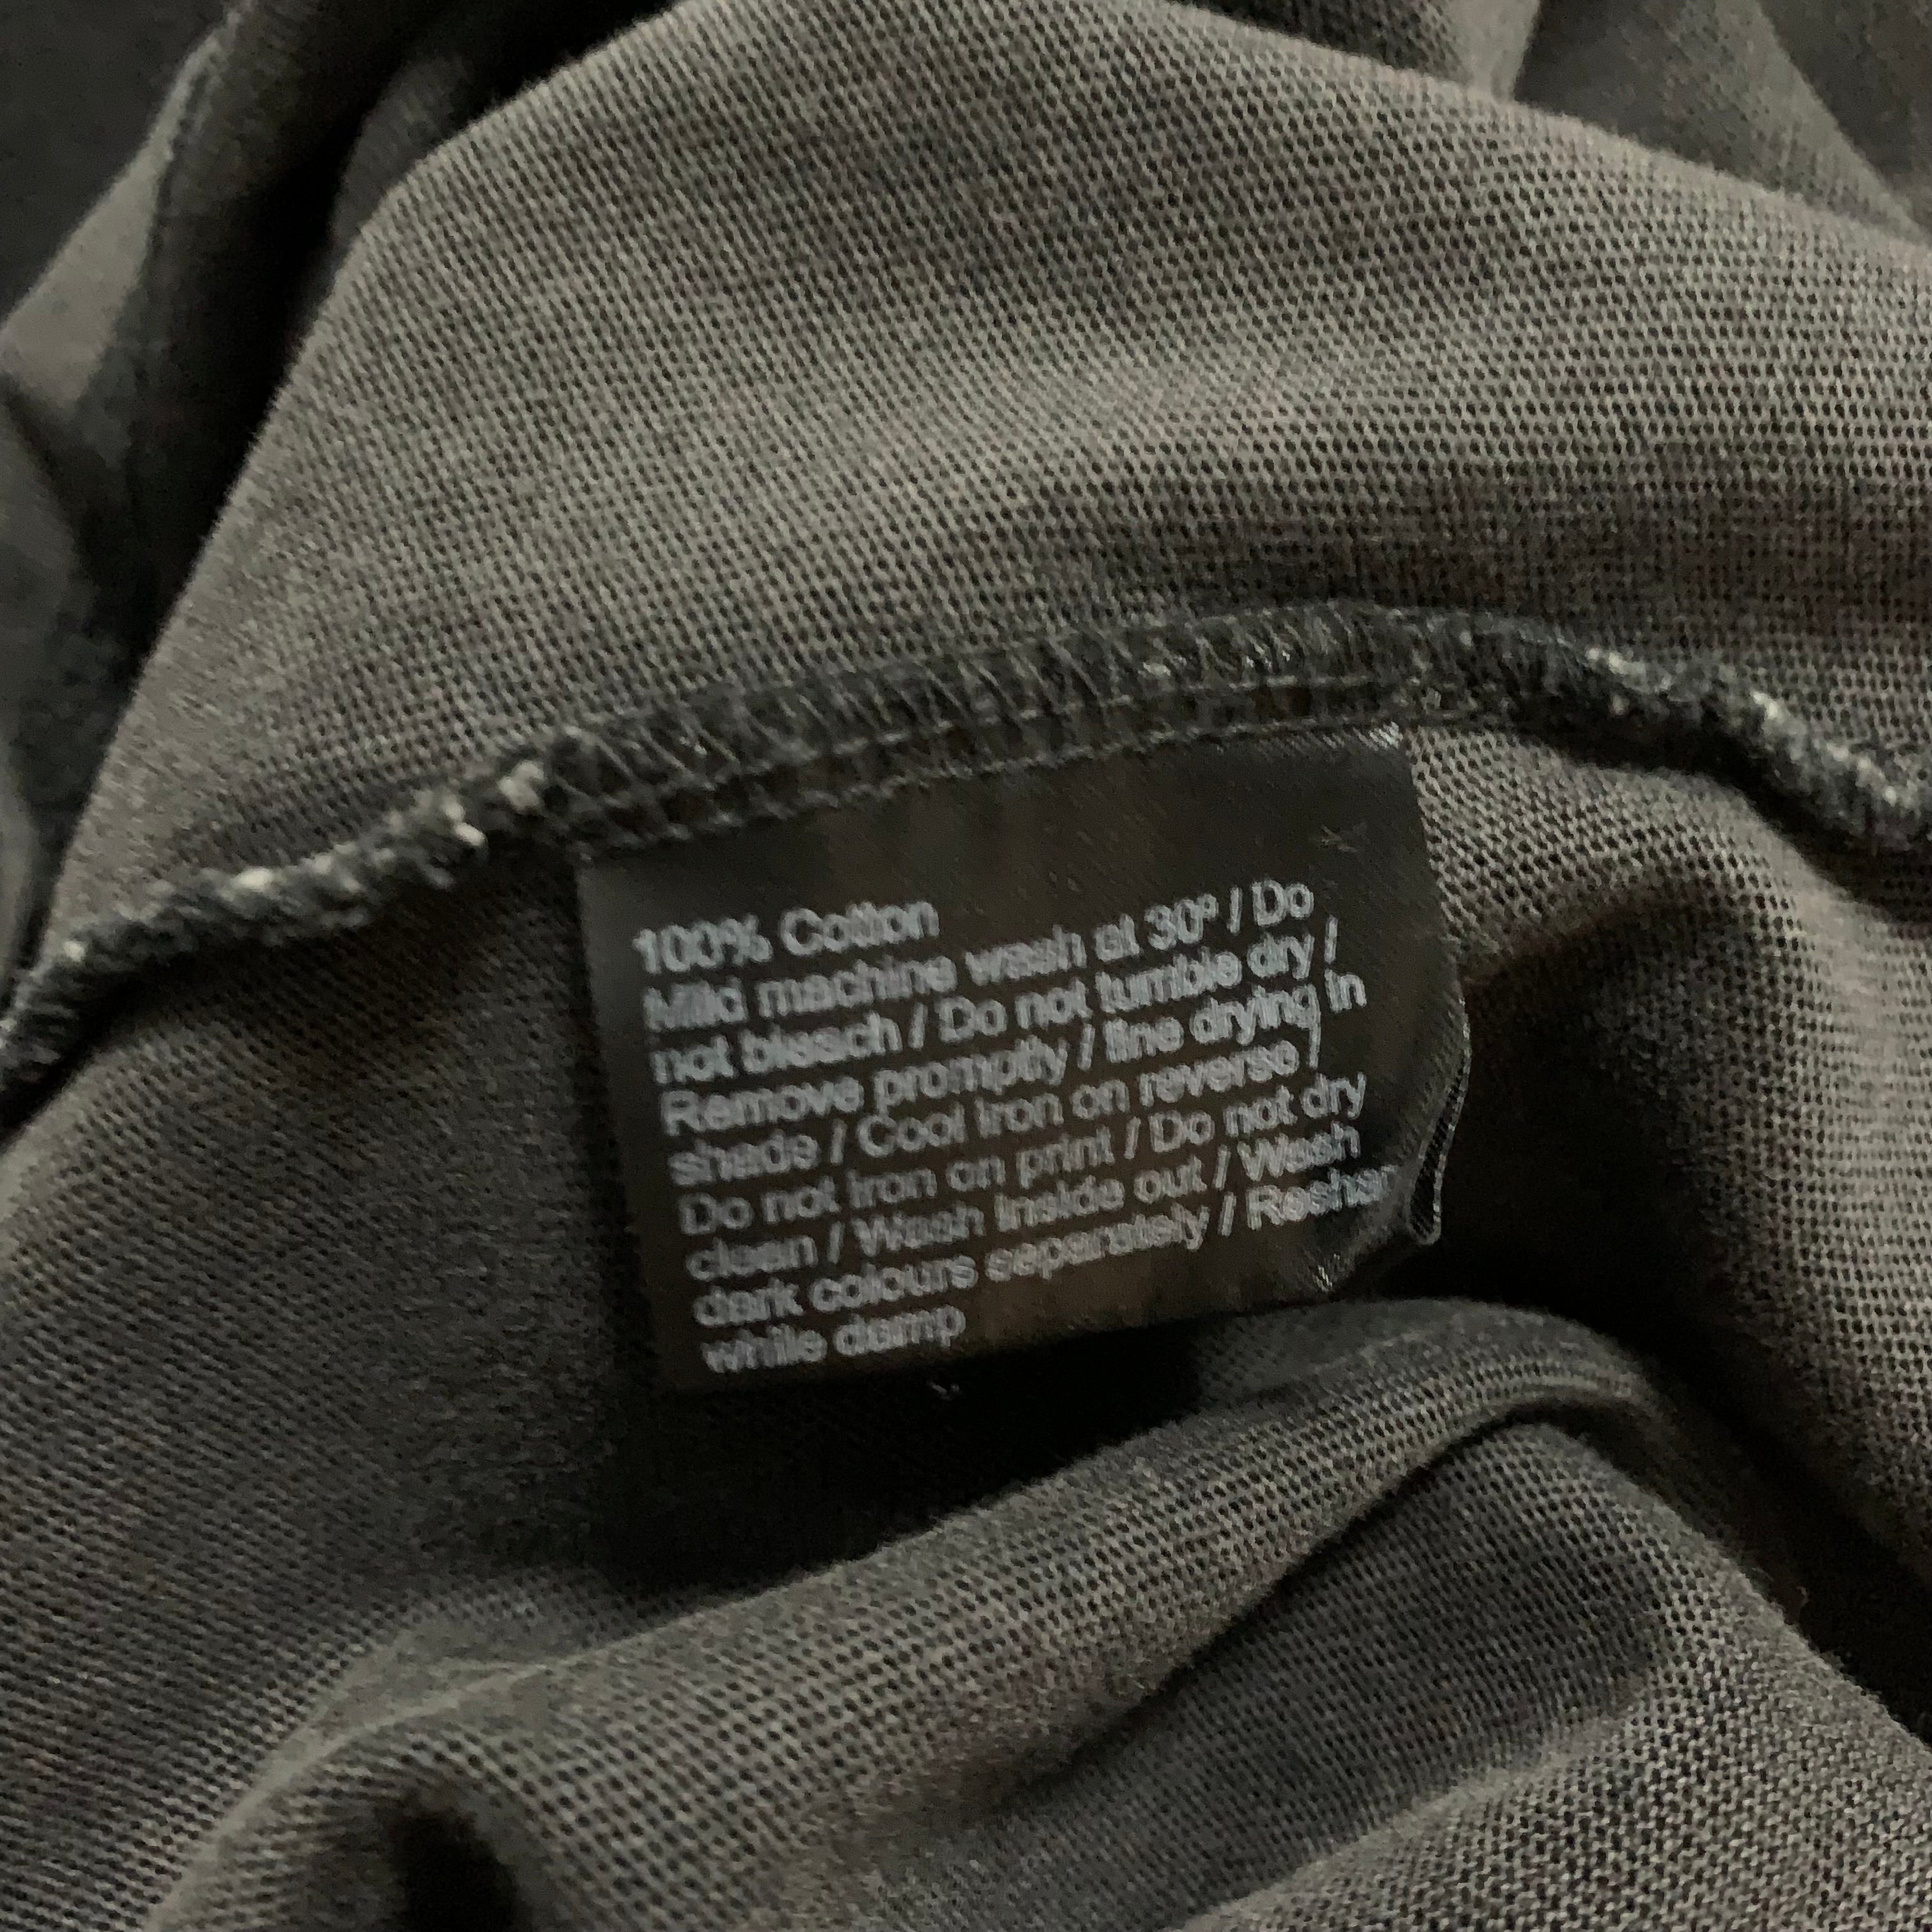 100% Cotton
Mild machine wash at 30º / Do
not bleach / Do not tumble dry /
Remove promptly / line drying in
shade / Cool iron on reverse /
Do not iron on print / Do not dry
clean / Wash inside out / Wash
dark colours separately / Reshap
while damp